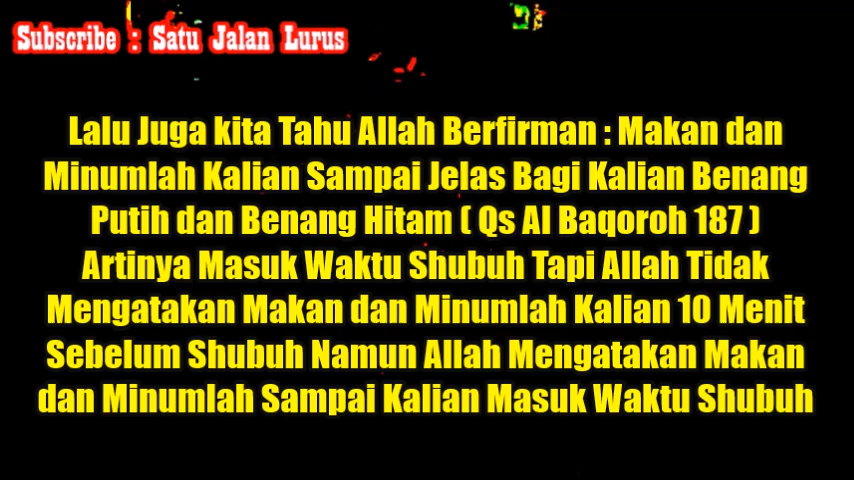 Subscribe : Satu Jalan Lurus
Lalu Juga kita Tahu Allah Berfirman : Makan dan
Minumlah Kalian Sampai Jelas Bagi Kalian Benang
Putih dan Benang Hitam ( Qs Al Baqoroh 187 )
Artinya Masuk Waktu Shubuh Tapi Allah Tidak
Mengatakan Makan dan Minumlah Kalian 10 Menit
Sebelum Shubuh Namun Allah Mengatakan Makan
dan Minumlah Sampai Kalian Masuk Waktu Shubuh